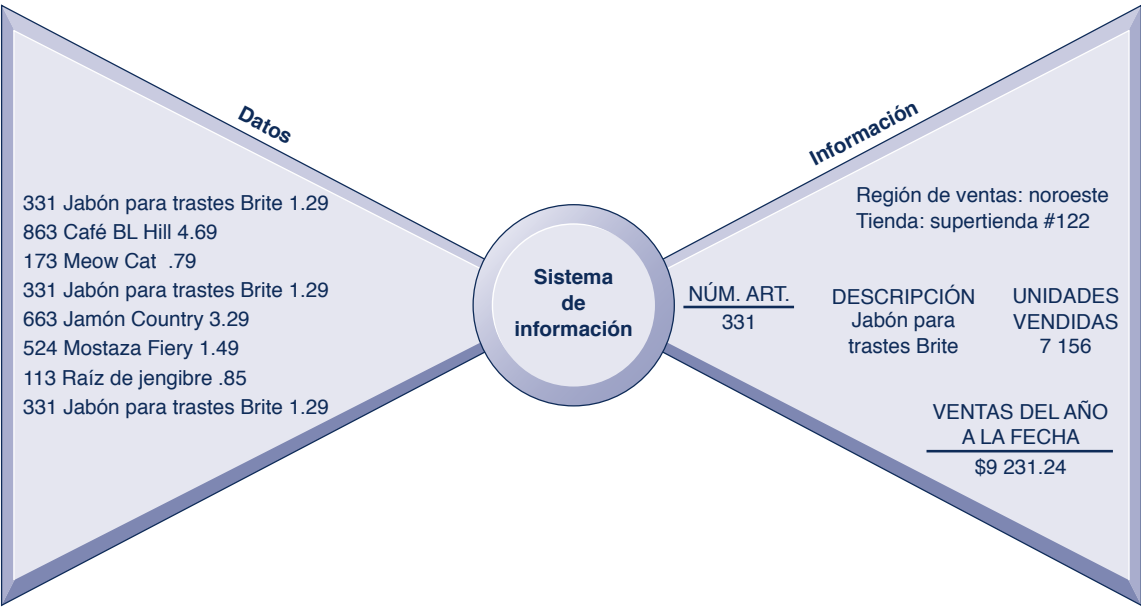 Datos
331 Jabón para trastes Brite 1.29
863 Café BL Hill 4.69
173 Meow Cat .79
331 Jabón para trastes Brite 1.29
663 Jamón Country 3.29
524 Mostaza Fiery 1.49
113 Raíz de jengibre .85
331 Jabón para trastes Brite 1.29
Sistema
de
información
Información
Región de ventas: noroeste
Tienda: supertienda #122
NÚM. ART.
331
DESCRIPCIÓN
Jabón para
trastes Brite
UNIDADES
VENDIDAS
7 156
VENTAS DEL AÑO
A LA FECHA
$9 231.24